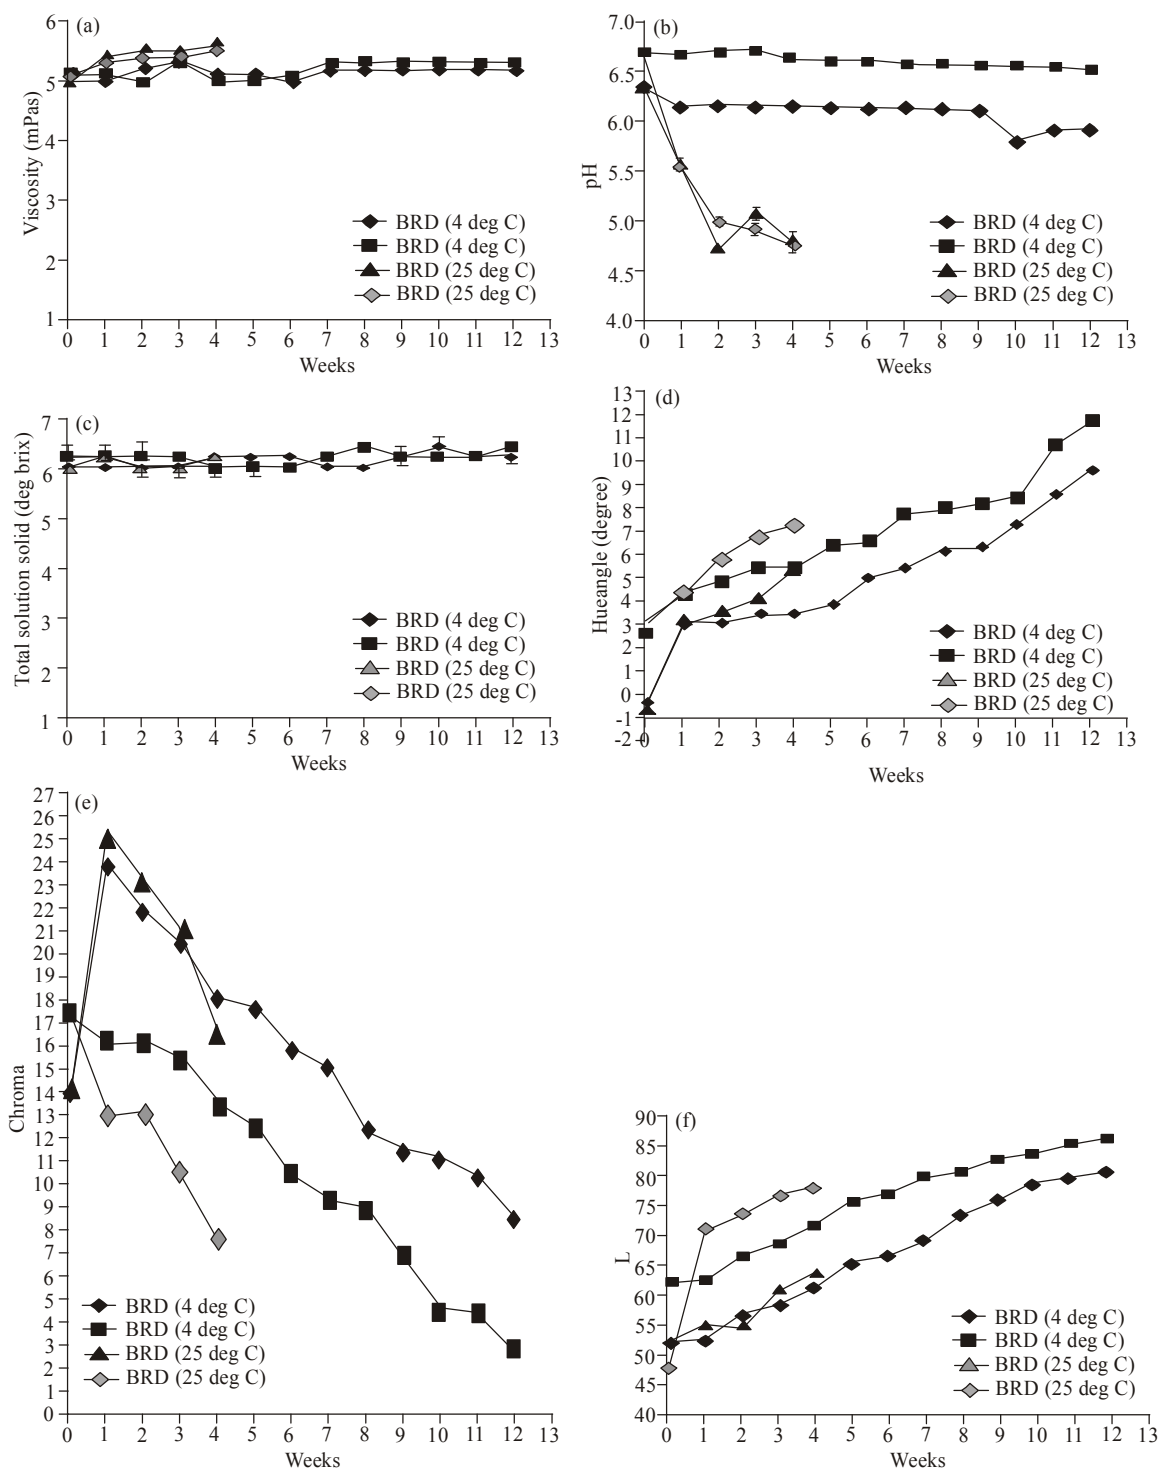 (a)
6
5
4
3
2
1
Viscosity (mPas)
BRD (4 deg C)
BRD (4 deg C)
BRD (25 deg C)
BRD (25 deg C)
0 1 2 3 4 5 6 7 8 9 10 11 12 13
Weeks
(b)
7.0
6.5
6.0
5.5
5.0
4.5
4.0
pH
BRD (4 deg C)
BRD (4 deg C)
BRD (25 deg C)
BRD (25 deg C)
0 1 2 3 4 5 6 7 8 9 10 11 12 13
Weeks
(c)
7
6
5
4
3
2
1
Total solution solid (deg brix)
BRD (4 deg C)
BRD (4 deg C)
BRD (25 deg C)
BRD (25 deg C)
0 1 2 3 4 5 6 7 8 9 10 11 12 13
Weeks
(d)
13
12
11
10
9
8
7
6
5
4
3
2
1
0
-1
-2
Hueangle (degree)
BRD (4 deg C)
BRD (4 deg C)
BRD (25 deg C)
BRD (25 deg C)
0 1 2 3 4 5 6 7 8 9 10 11 12 13
Weeks
(e)
27
26
25
24
23
22
21
20
19
18
17
16
15
14
13
12
11
10
9
8
7
6
5
4
3
2
1
0
Chroma
BRD (4 deg C)
BRD (4 deg C)
BRD (25 deg C)
BRD (25 deg C)
0 1 2 3 4 5 6 7 8 9 10 11 12 13
Weeks
(f)
90
85
80
75
70
65
60
55
50
45
40
L
BRD (4 deg C)
BRD (4 deg C)
BRD (25 deg C)
BRD (25 deg C)
0 1 2 3 4 5 6 7 8 9 10 11 12 13
Weeks